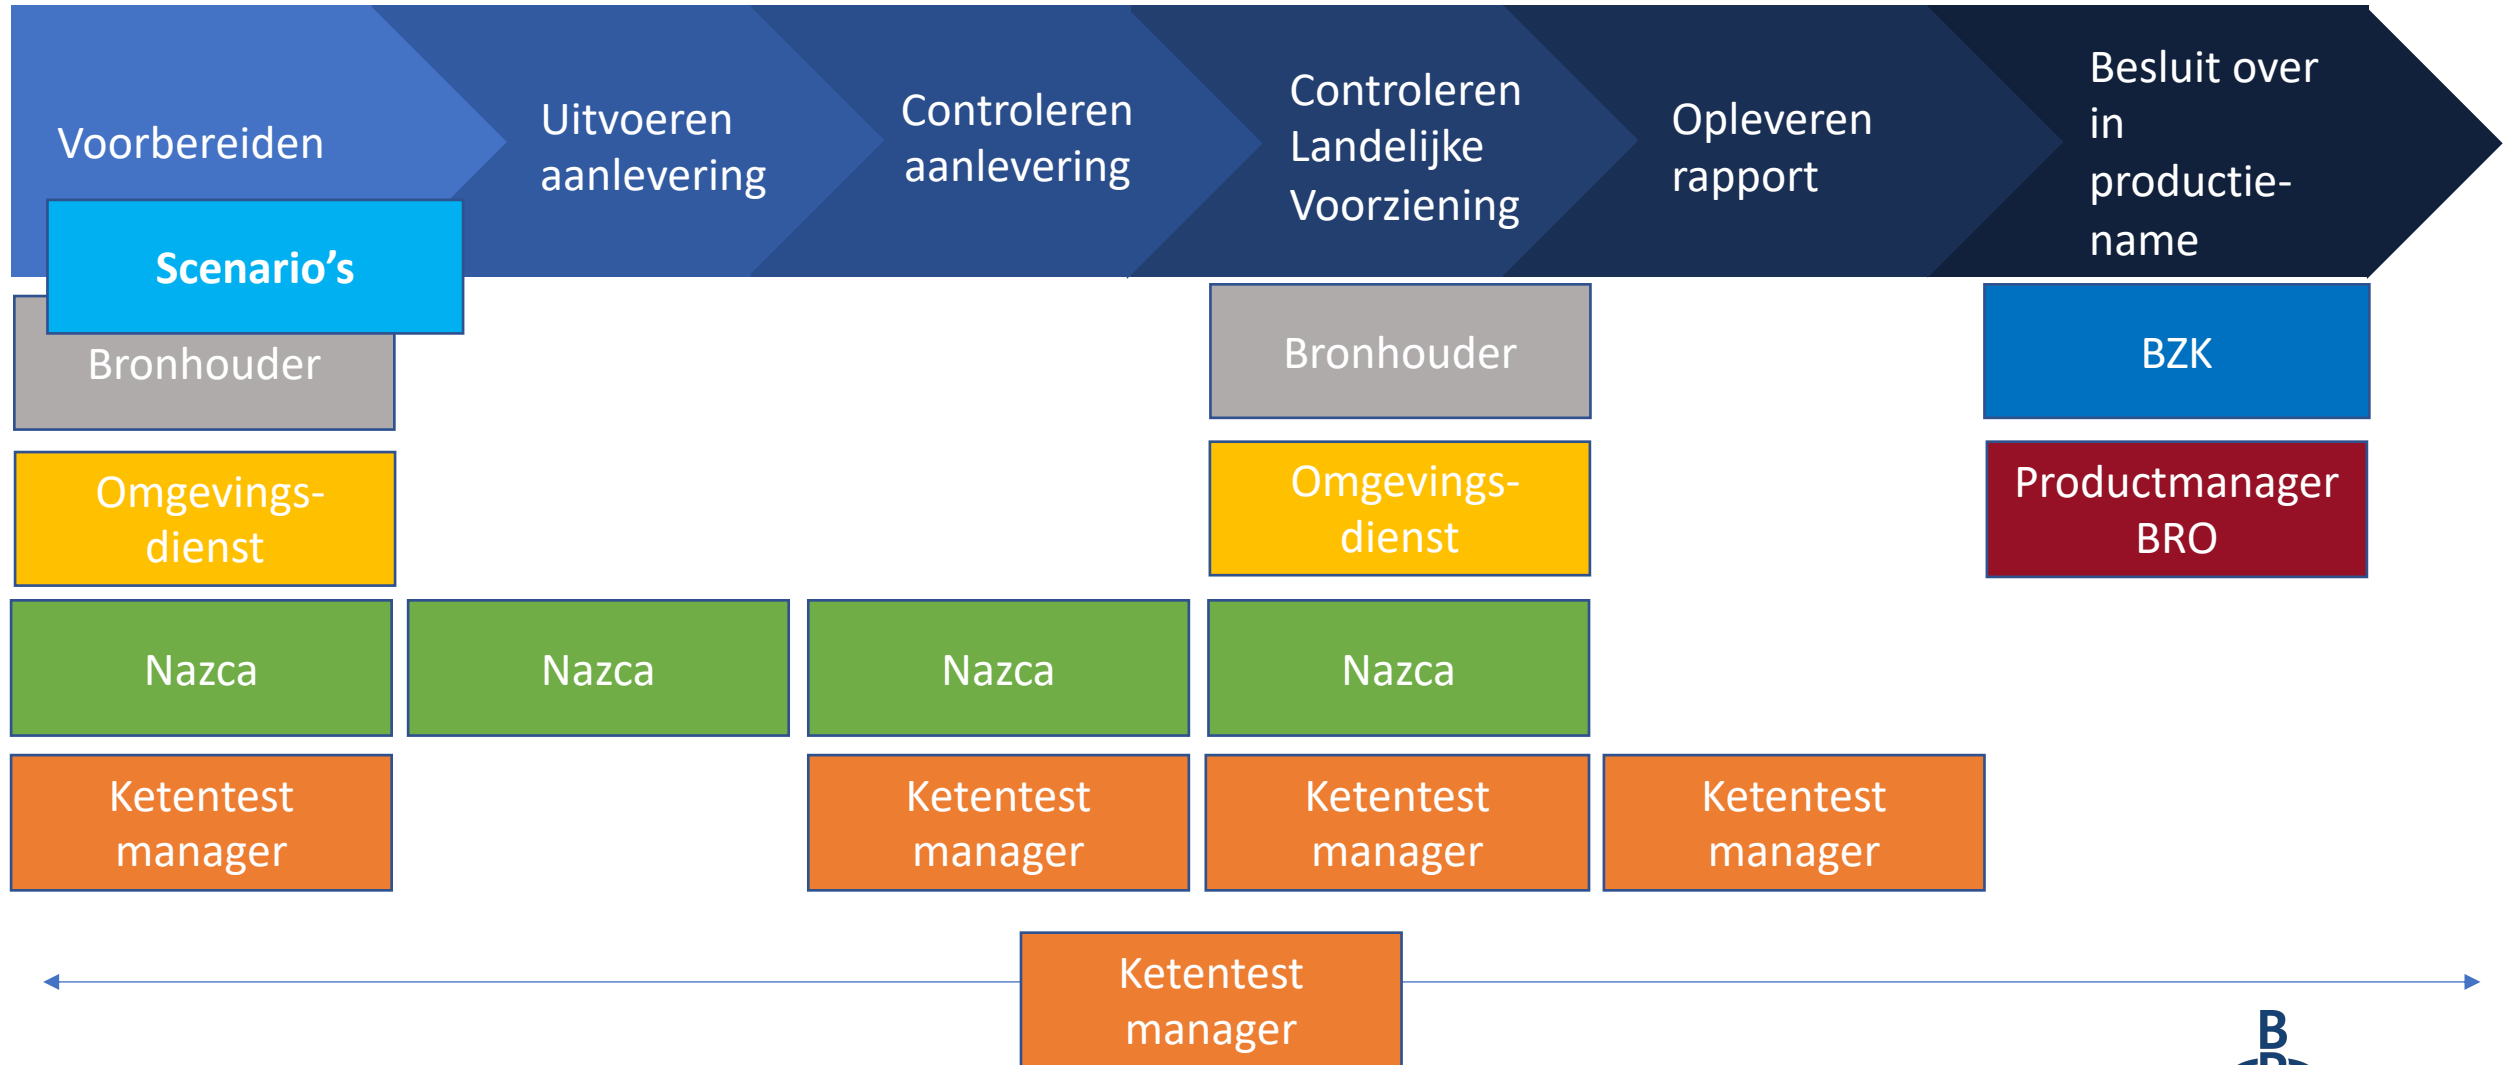 Voorbereiden
Uitvoeren
aanlevering
Controleren
aanlevering
Controleren
Landelijke
Voorziening
Opleveren
rapport
Besluit over
in
productie-
name
Scenario's
Bronhouder
Bronhouder
BZK
Omgevings-
dienst
Omgevings-
dienst
Productmanager
BRO
Nazca
Nazca
Nazca
Nazca
Ketentest
manager
Ketentest
manager
Ketentest
manager
Ketentest
manager
Ketentest
manager
B